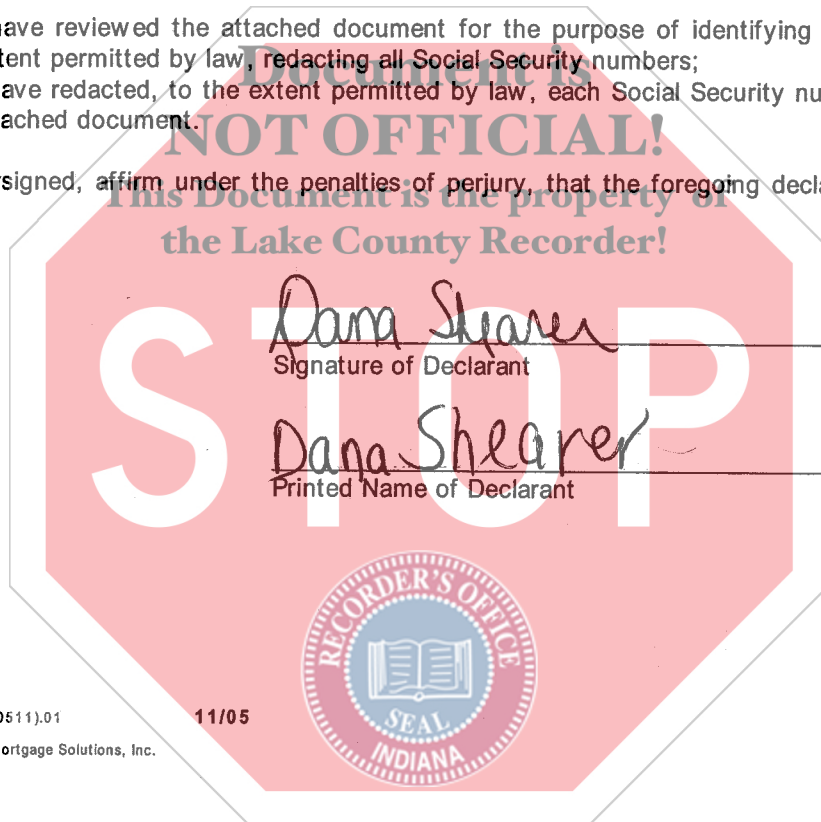 ave reviewed the attached document for the purpose of identifying
tent permitted by law, redacting all Social Security numbers;
Document is
ave redacted, to the extent permitted by law, each Social Security nu
ached document.
NOT OFFICIAL!
signed, affirm under the penalties of perjury, that the foregoing decla
This Document is the property of
the Lake County Recorder!
STOP
Dana Shearer
Signature of Declarant
Dana Shearer
Printed Name of Declarant
RECORDER'S OFFICE
SEAL
INDIANA
0511).01 11/05
ortgage Solutions, Inc.